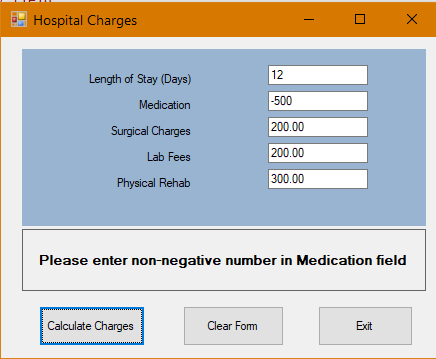 Hospital Charges
Length of Stay (Days) 12
Medication -500
Surgical Charges 200.00
Lab Fees 200.00
Physical Rehab 300.00
Please enter non-negative number in Medication field
Calculate Charges Clear Form Exit